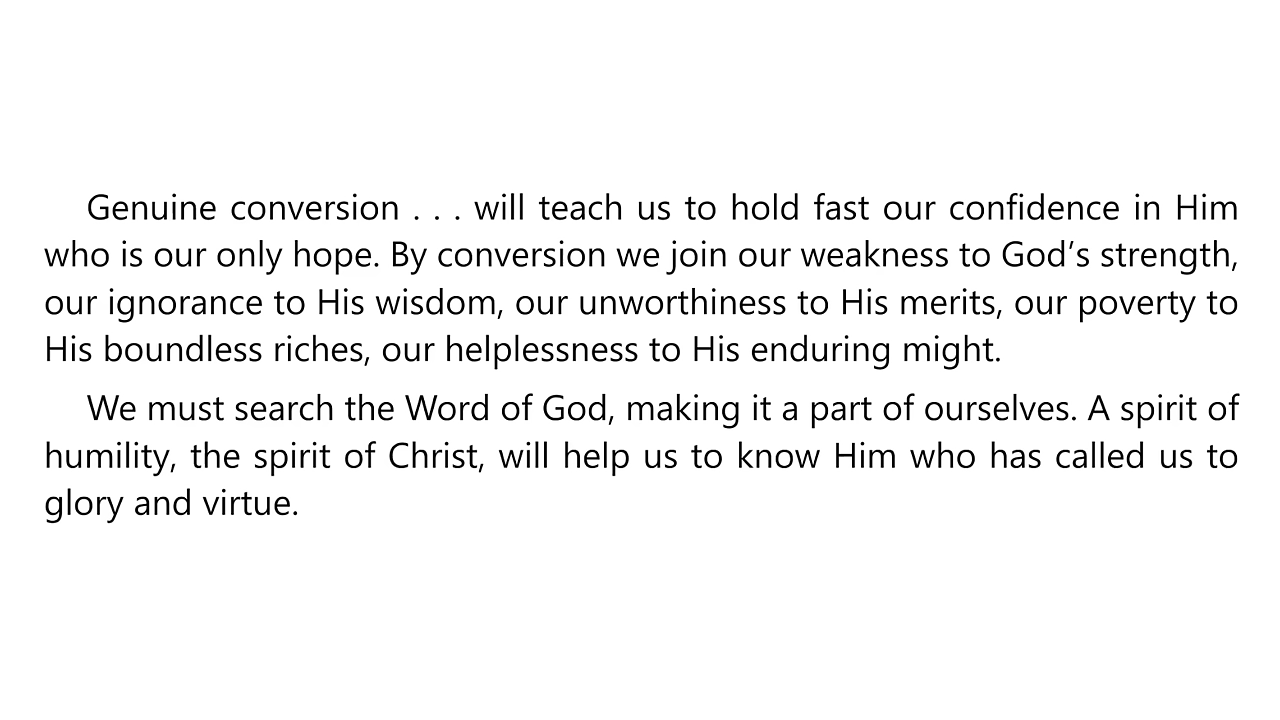 Genuine conversion . . . will teach us to hold fast our confidence in Him
who is our only hope. By conversion we join our weakness to God’s strength,
our ignorance to His wisdom, our unworthiness to His merits, our poverty to
His boundless riches, our helplessness to His enduring might.
We must search the Word of God, making it a part of ourselves. A spirit of
humility, the spirit of Christ, will help us to know Him who has called us to
glory and virtue.